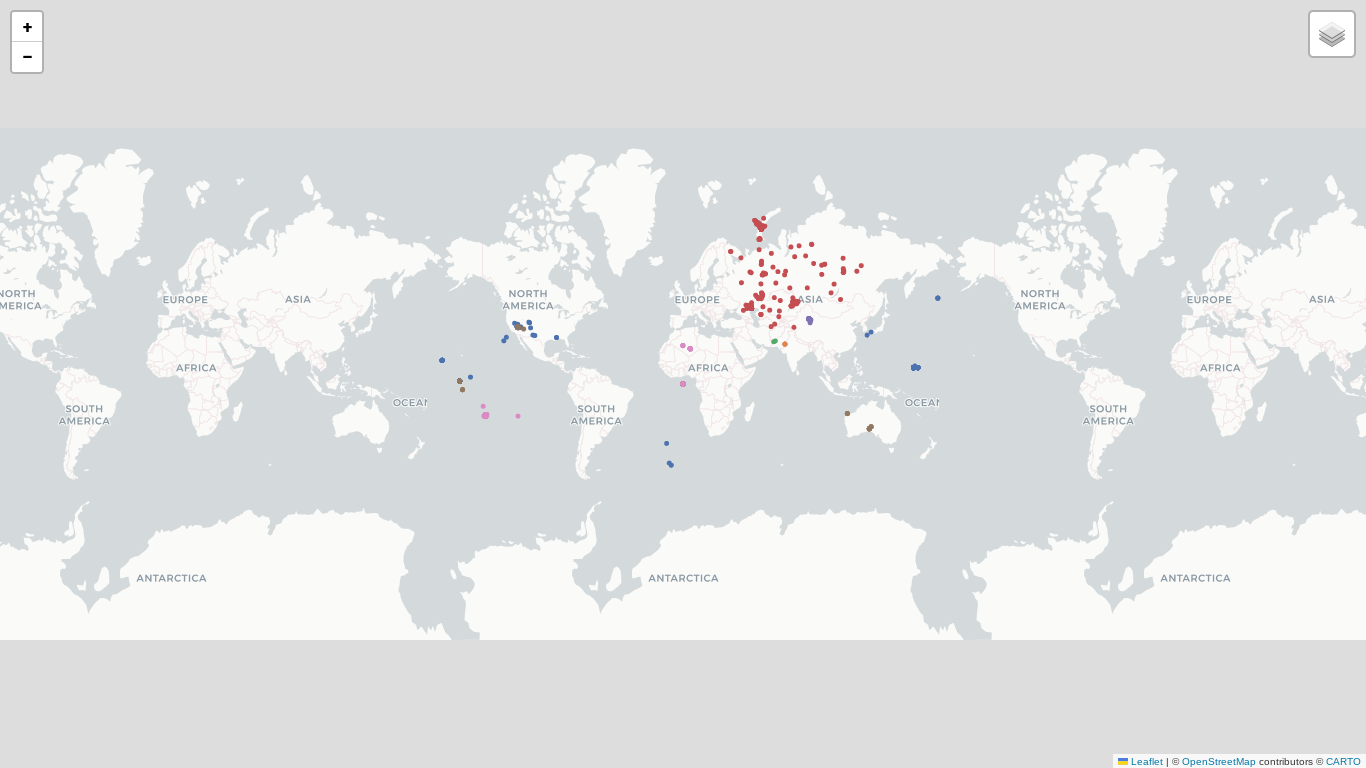 +
−
NORTH
AMERICA
EUROPE
ASIA
NORTH
AMERICA
EUROPE
ASIA
NORTH
AMERICA
EUROPE
ASIA
AFRICA
AFRICA
AFRICA
OCEAN
OCEAN
SOUTH
AMERICA
SOUTH
AMERICA
SOUTH
AMERICA
ANTARCTICA
ANTARCTICA
ANTARCTICA
Leaflet | © OpenStreetMap contributors © CARTO